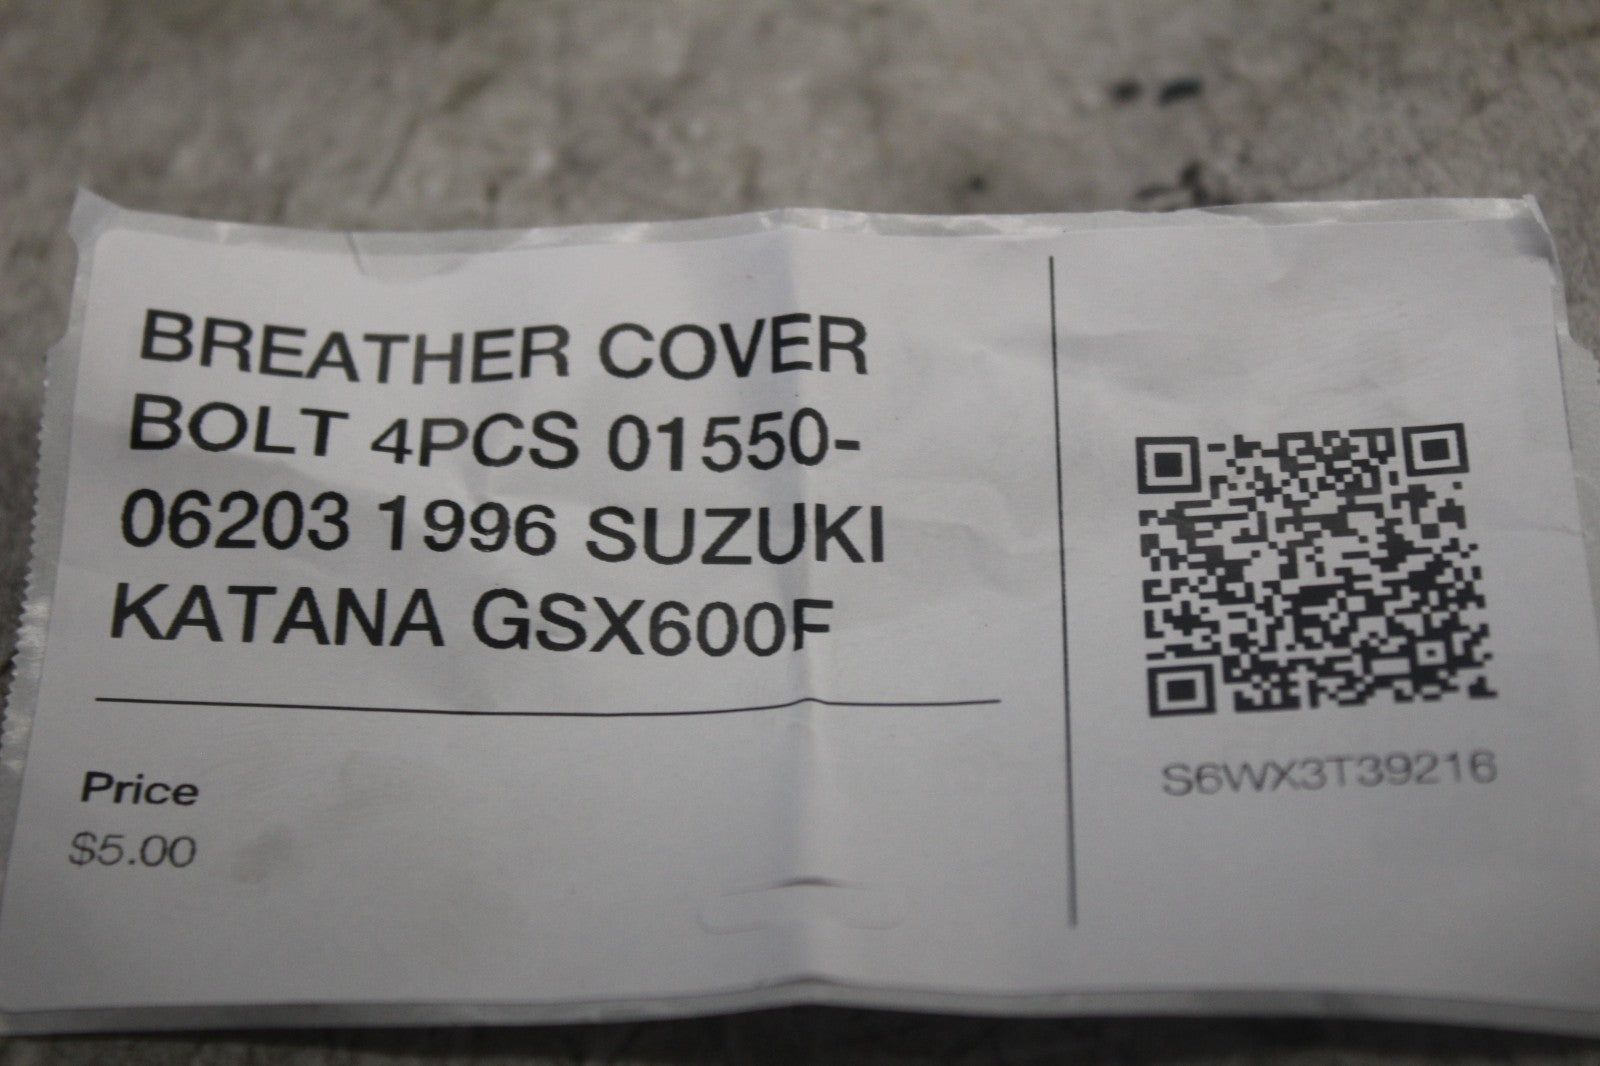 BREATHER COVER
BOLT 4PCS 01550-
06203 1996 SUZUKI
KATANA GSX600F
Price
$5.00
S6WX3T39216